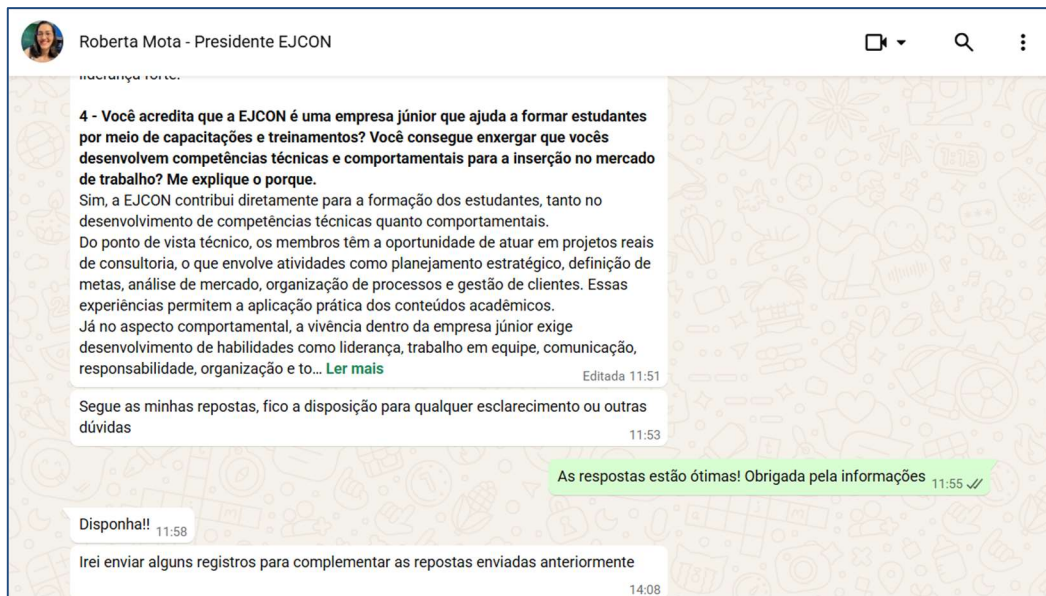 Roberta Mota - Presidente EJCON
liderança forte.
4 - Você acredita que a EJCON é uma empresa júnior que ajuda a formar estudantes
por meio de capacitações e treinamentos? Você consegue enxergar que vocês
desenvolvem competências técnicas e comportamentais para a inserção no mercado
de trabalho? Me explique o porque.
Sim, a EJCON contribui diretamente para a formação dos estudantes, tanto no
desenvolvimento de competências técnicas quanto comportamentais.
Do ponto de vista técnico, os membros têm a oportunidade de atuar em projetos reais
de consultoria, o que envolve atividades como planejamento estratégico, definição de
metas, análise de mercado, organização de processos e gestão de clientes. Essas
experiências permitem a aplicação prática dos conteúdos acadêmicos.
Já no aspecto comportamental, a vivência dentro da empresa júnior exige
desenvolvimento de habilidades como liderança, trabalho em equipe, comunicação,
responsabilidade, organização e to... Ler mais
Editada 11:51
Segue as minhas repostas, fico a disposição para qualquer esclarecimento ou outras
dúvidas
11:53
As respostas estão ótimas! Obrigada pela informações 11:55
Disponha!! 11:58
Irei enviar alguns registros para complementar as repostas enviadas anteriormente
14:08